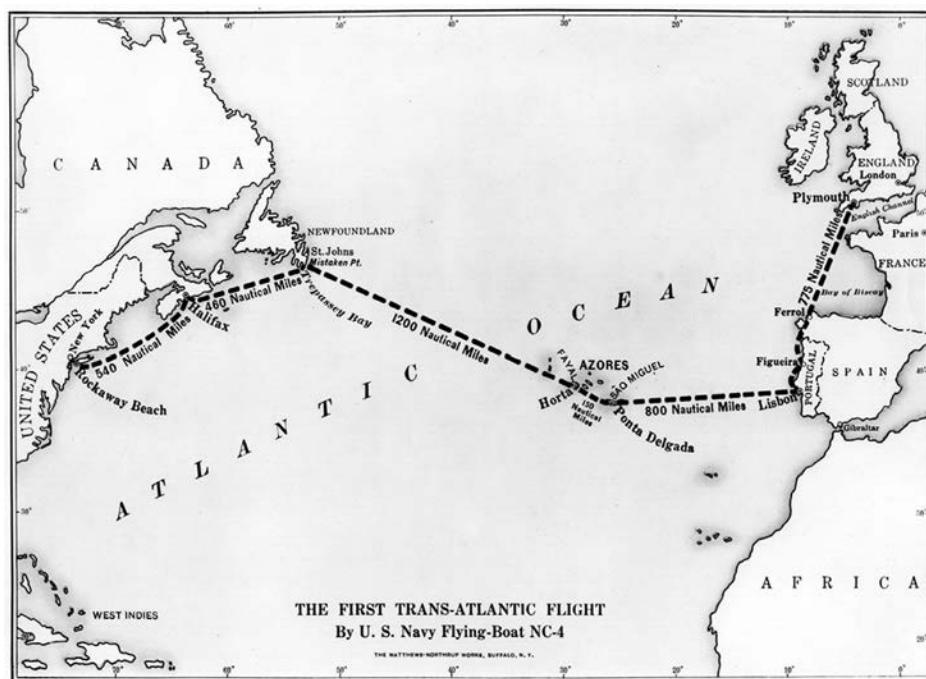 SCOTLAND
IRELAND
ENGLAND
London
Plymouth
English Channel
Paris
FRANCE
Bay of Biscay
775 Nautical Miles
Ferrol
Figueira
PORTUGAL
SPAIN
Lisbon
Gibraltar
CANADA
NEWFOUNDLAND
St. Johns
Mistaken Pt.
Trepassey Bay
460 Nautical Miles
Halifax
540 Nautical Miles
New York
UNITED STATES
Rockaway Beach
1200 Nautical Miles
ATLANTIC OCEAN
AZORES
FAYAL
Horta
SÃO MIGUEL
150
Nautical
Miles
Ponta Delgada
800 Nautical Miles
AFRICA
WEST INDIES
THE FIRST TRANS-ATLANTIC FLIGHT
By U. S. Navy Flying-Boat NC-4
THE MATTHEWS-NORTHRUP WORKS, BUFFALO, N. Y.